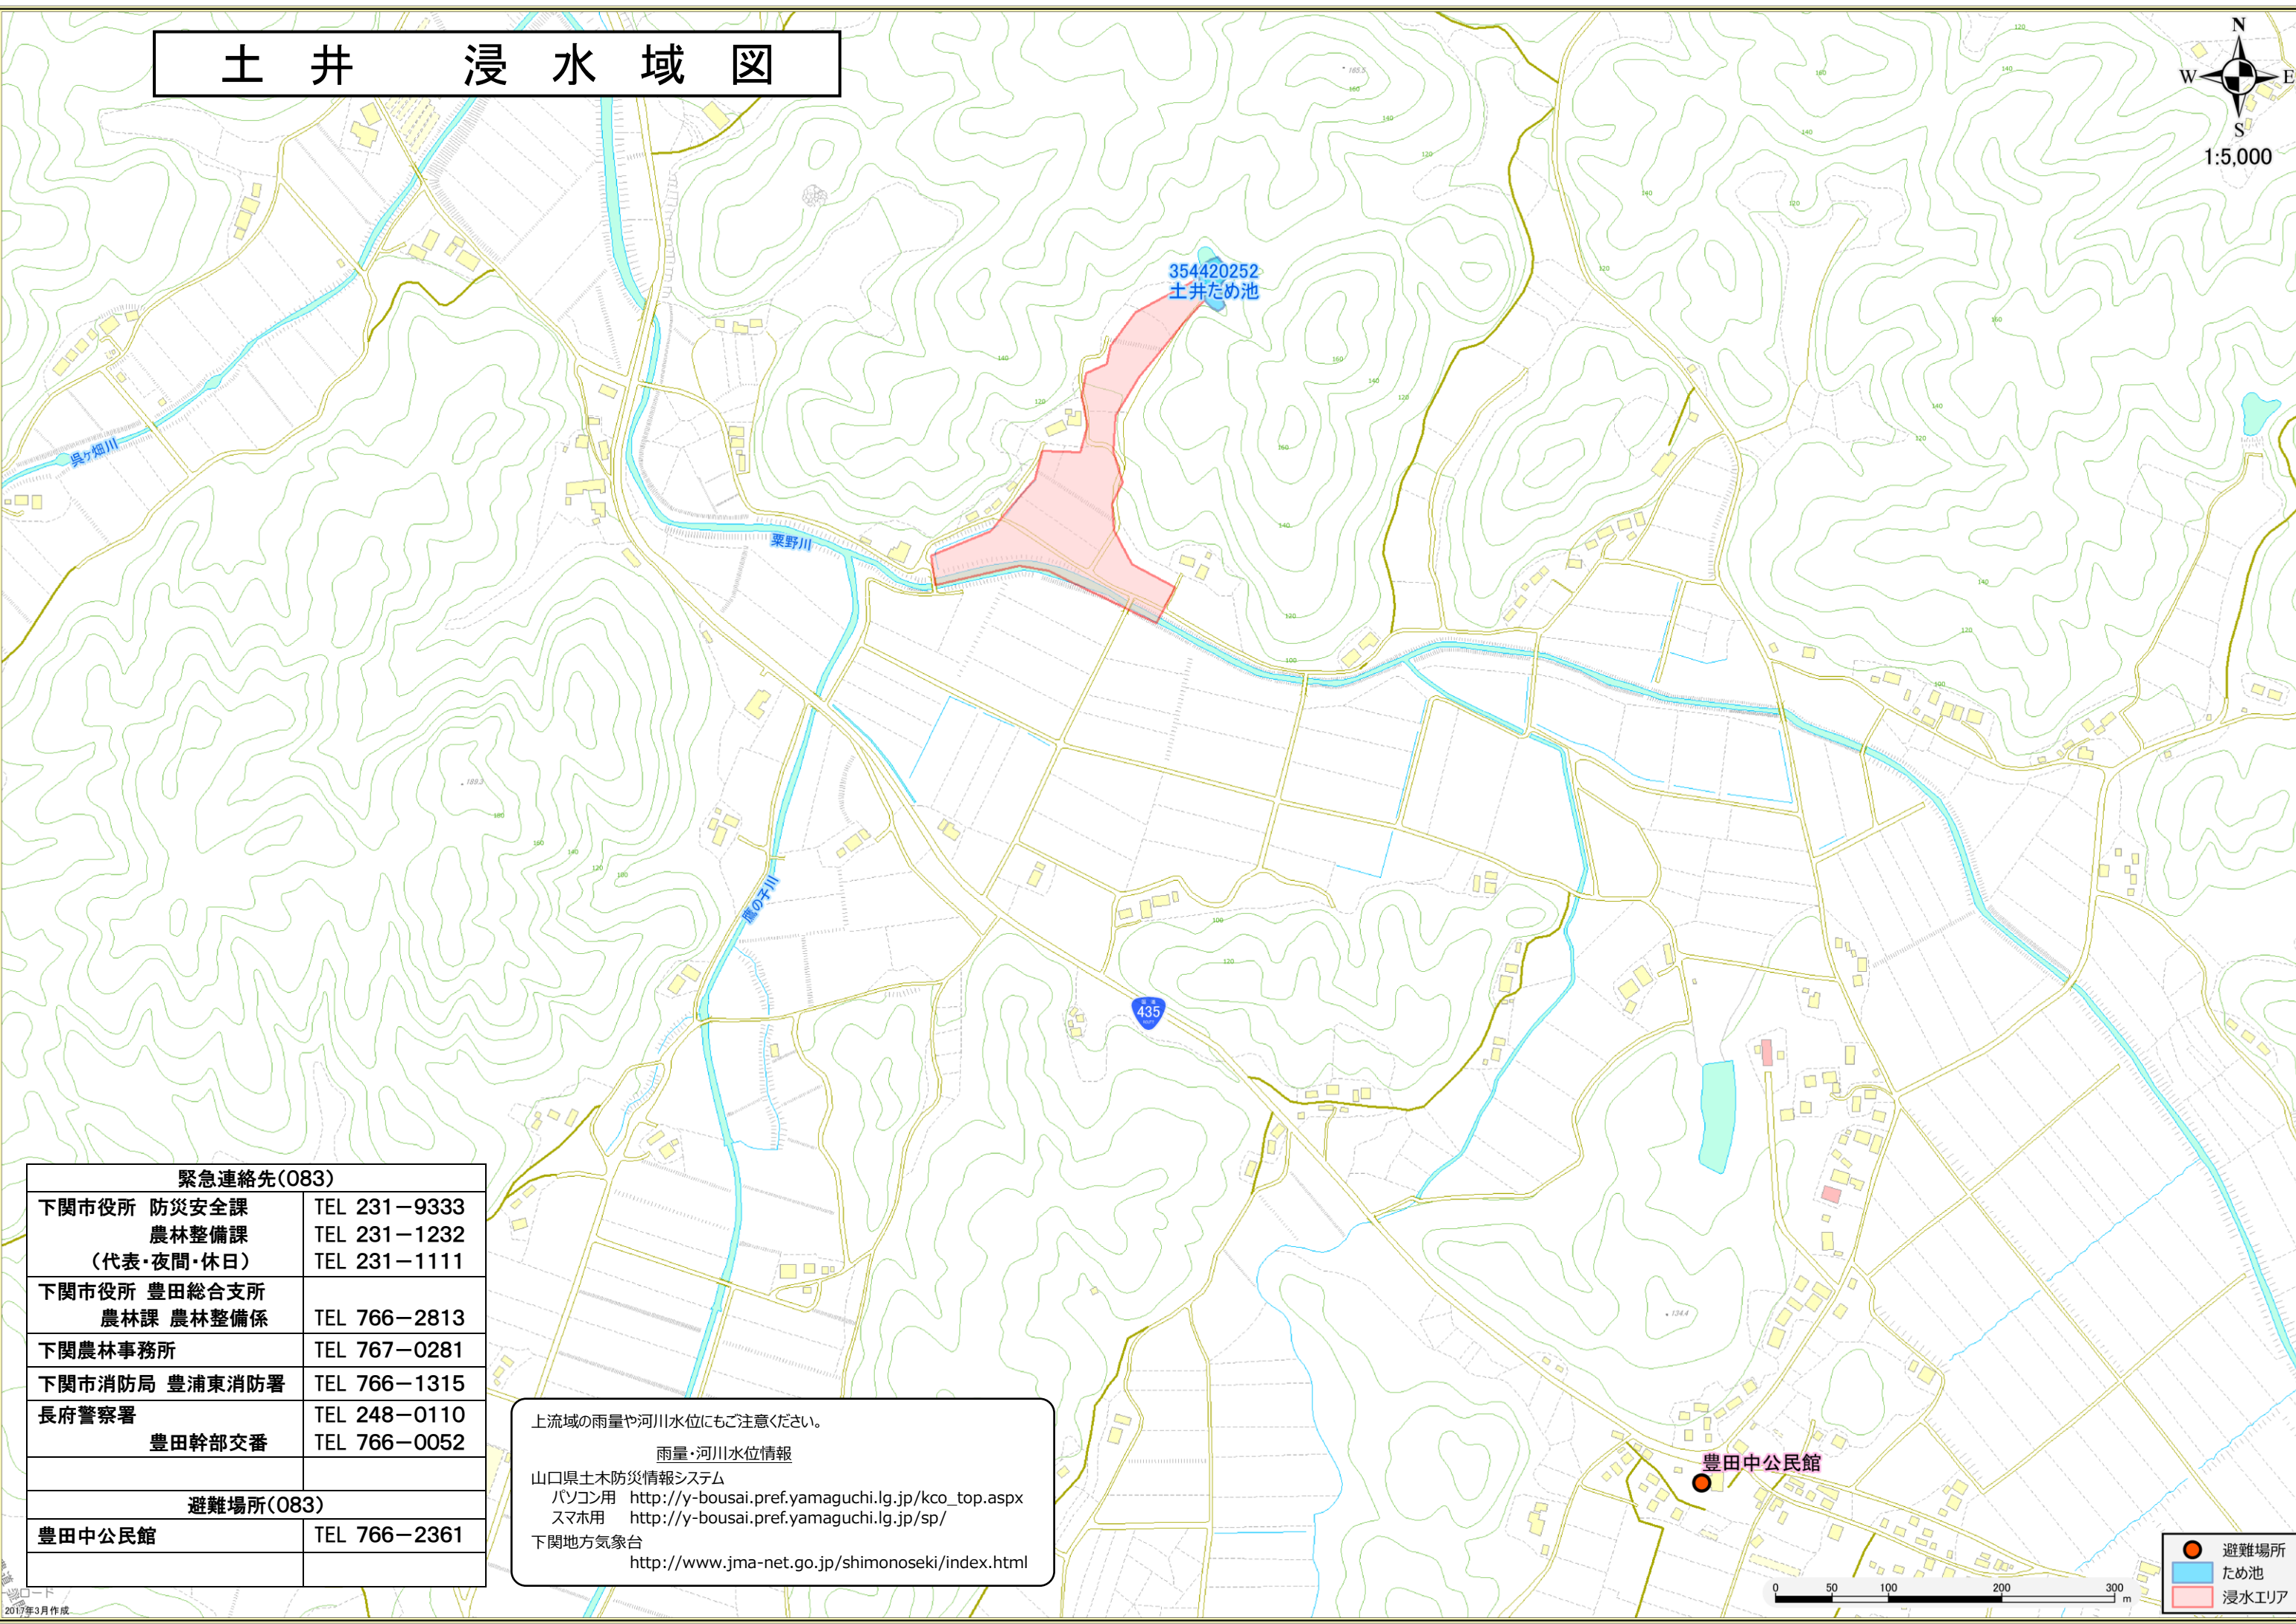 土井　浸水域図
N
W E
S
1:5,000
185.5
354420252
土井ため池
呉ヶ畑川
粟野川
鷹の子川
188.3
435
134.4
豊田中公民館
緊急連絡先(083)
下関市役所 防災安全課 TEL 231-9333
農林整備課 TEL 231-1232
（代表・夜間・休日） TEL 231-1111
下関市役所 豊田総合支所
農林課 農林整備係 TEL 766-2813
下関農林事務所 TEL 767-0281
下関市消防局 豊浦東消防署 TEL 766-1315
長府警察署 TEL 248-0110
豊田幹部交番 TEL 766-0052
避難場所(083)
豊田中公民館 TEL 766-2361
上流域の雨量や河川水位にもご注意ください。
雨量・河川水位情報
山口県土木防災情報システム
パソコン用 http://y-bousai.pref.yamaguchi.lg.jp/kco_top.aspx
スマホ用 http://y-bousai.pref.yamaguchi.lg.jp/sp/
下関地方気象台
http://www.jma-net.go.jp/shimonoseki/index.html
0 50 100 200 300
m
避難場所
ため池
浸水エリア
2017年3月作成